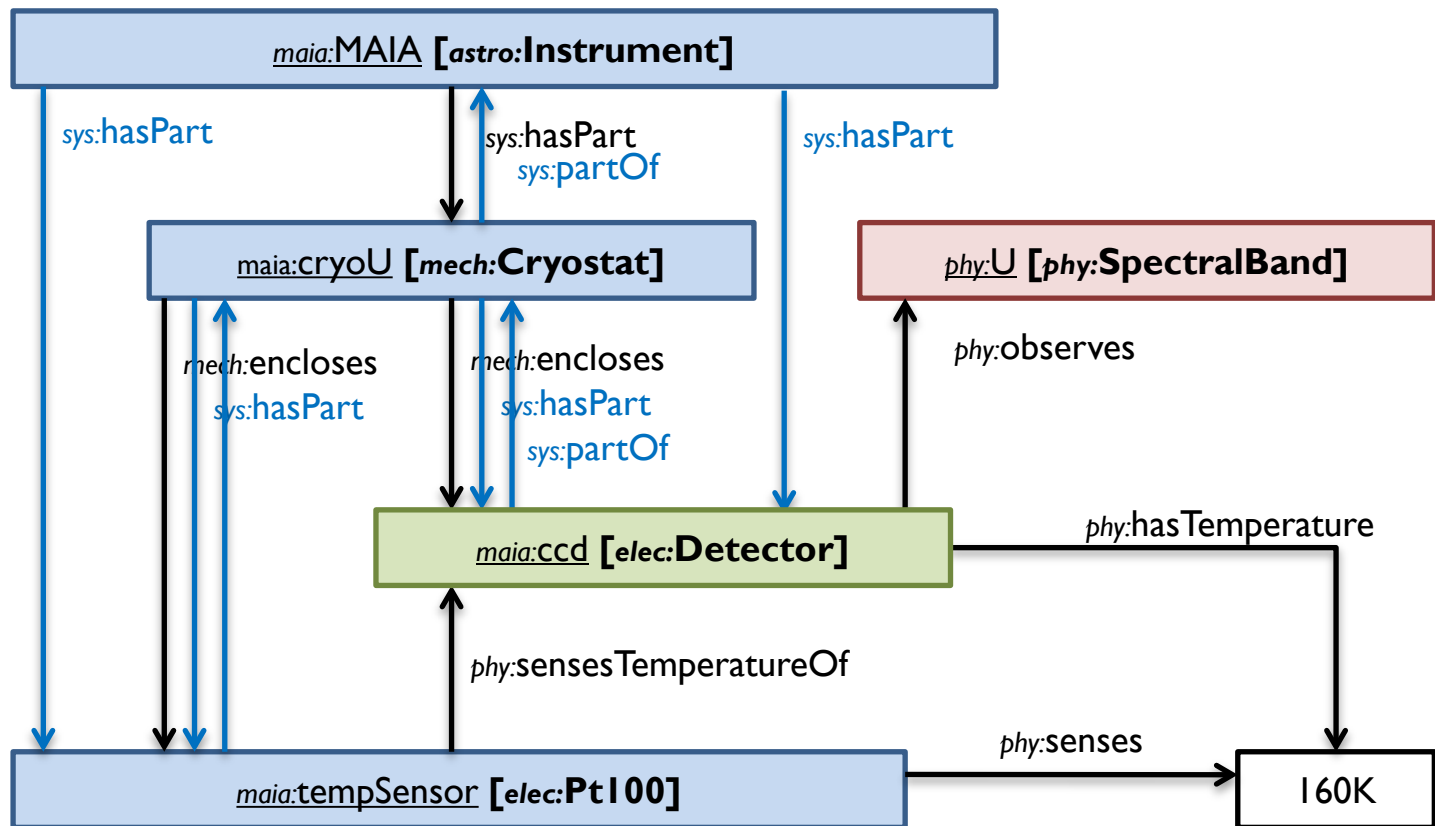 maia:MAIA [astro:Instrument]
sys:hasPart
sys:hasPart
sys:partOf
sys:hasPart
maia:cryoU [mech:Cryostat]
phy:U [phy:SpectralBand]
mech:encloses
sys:hasPart
mech:encloses
sys:hasPart
sys:partOf
phy:observes
maia:ccd [elec:Detector]
phy:hasTemperature
phy:sensesTemperatureOf
phy:senses
maia:tempSensor [elec:Pt100]
160K